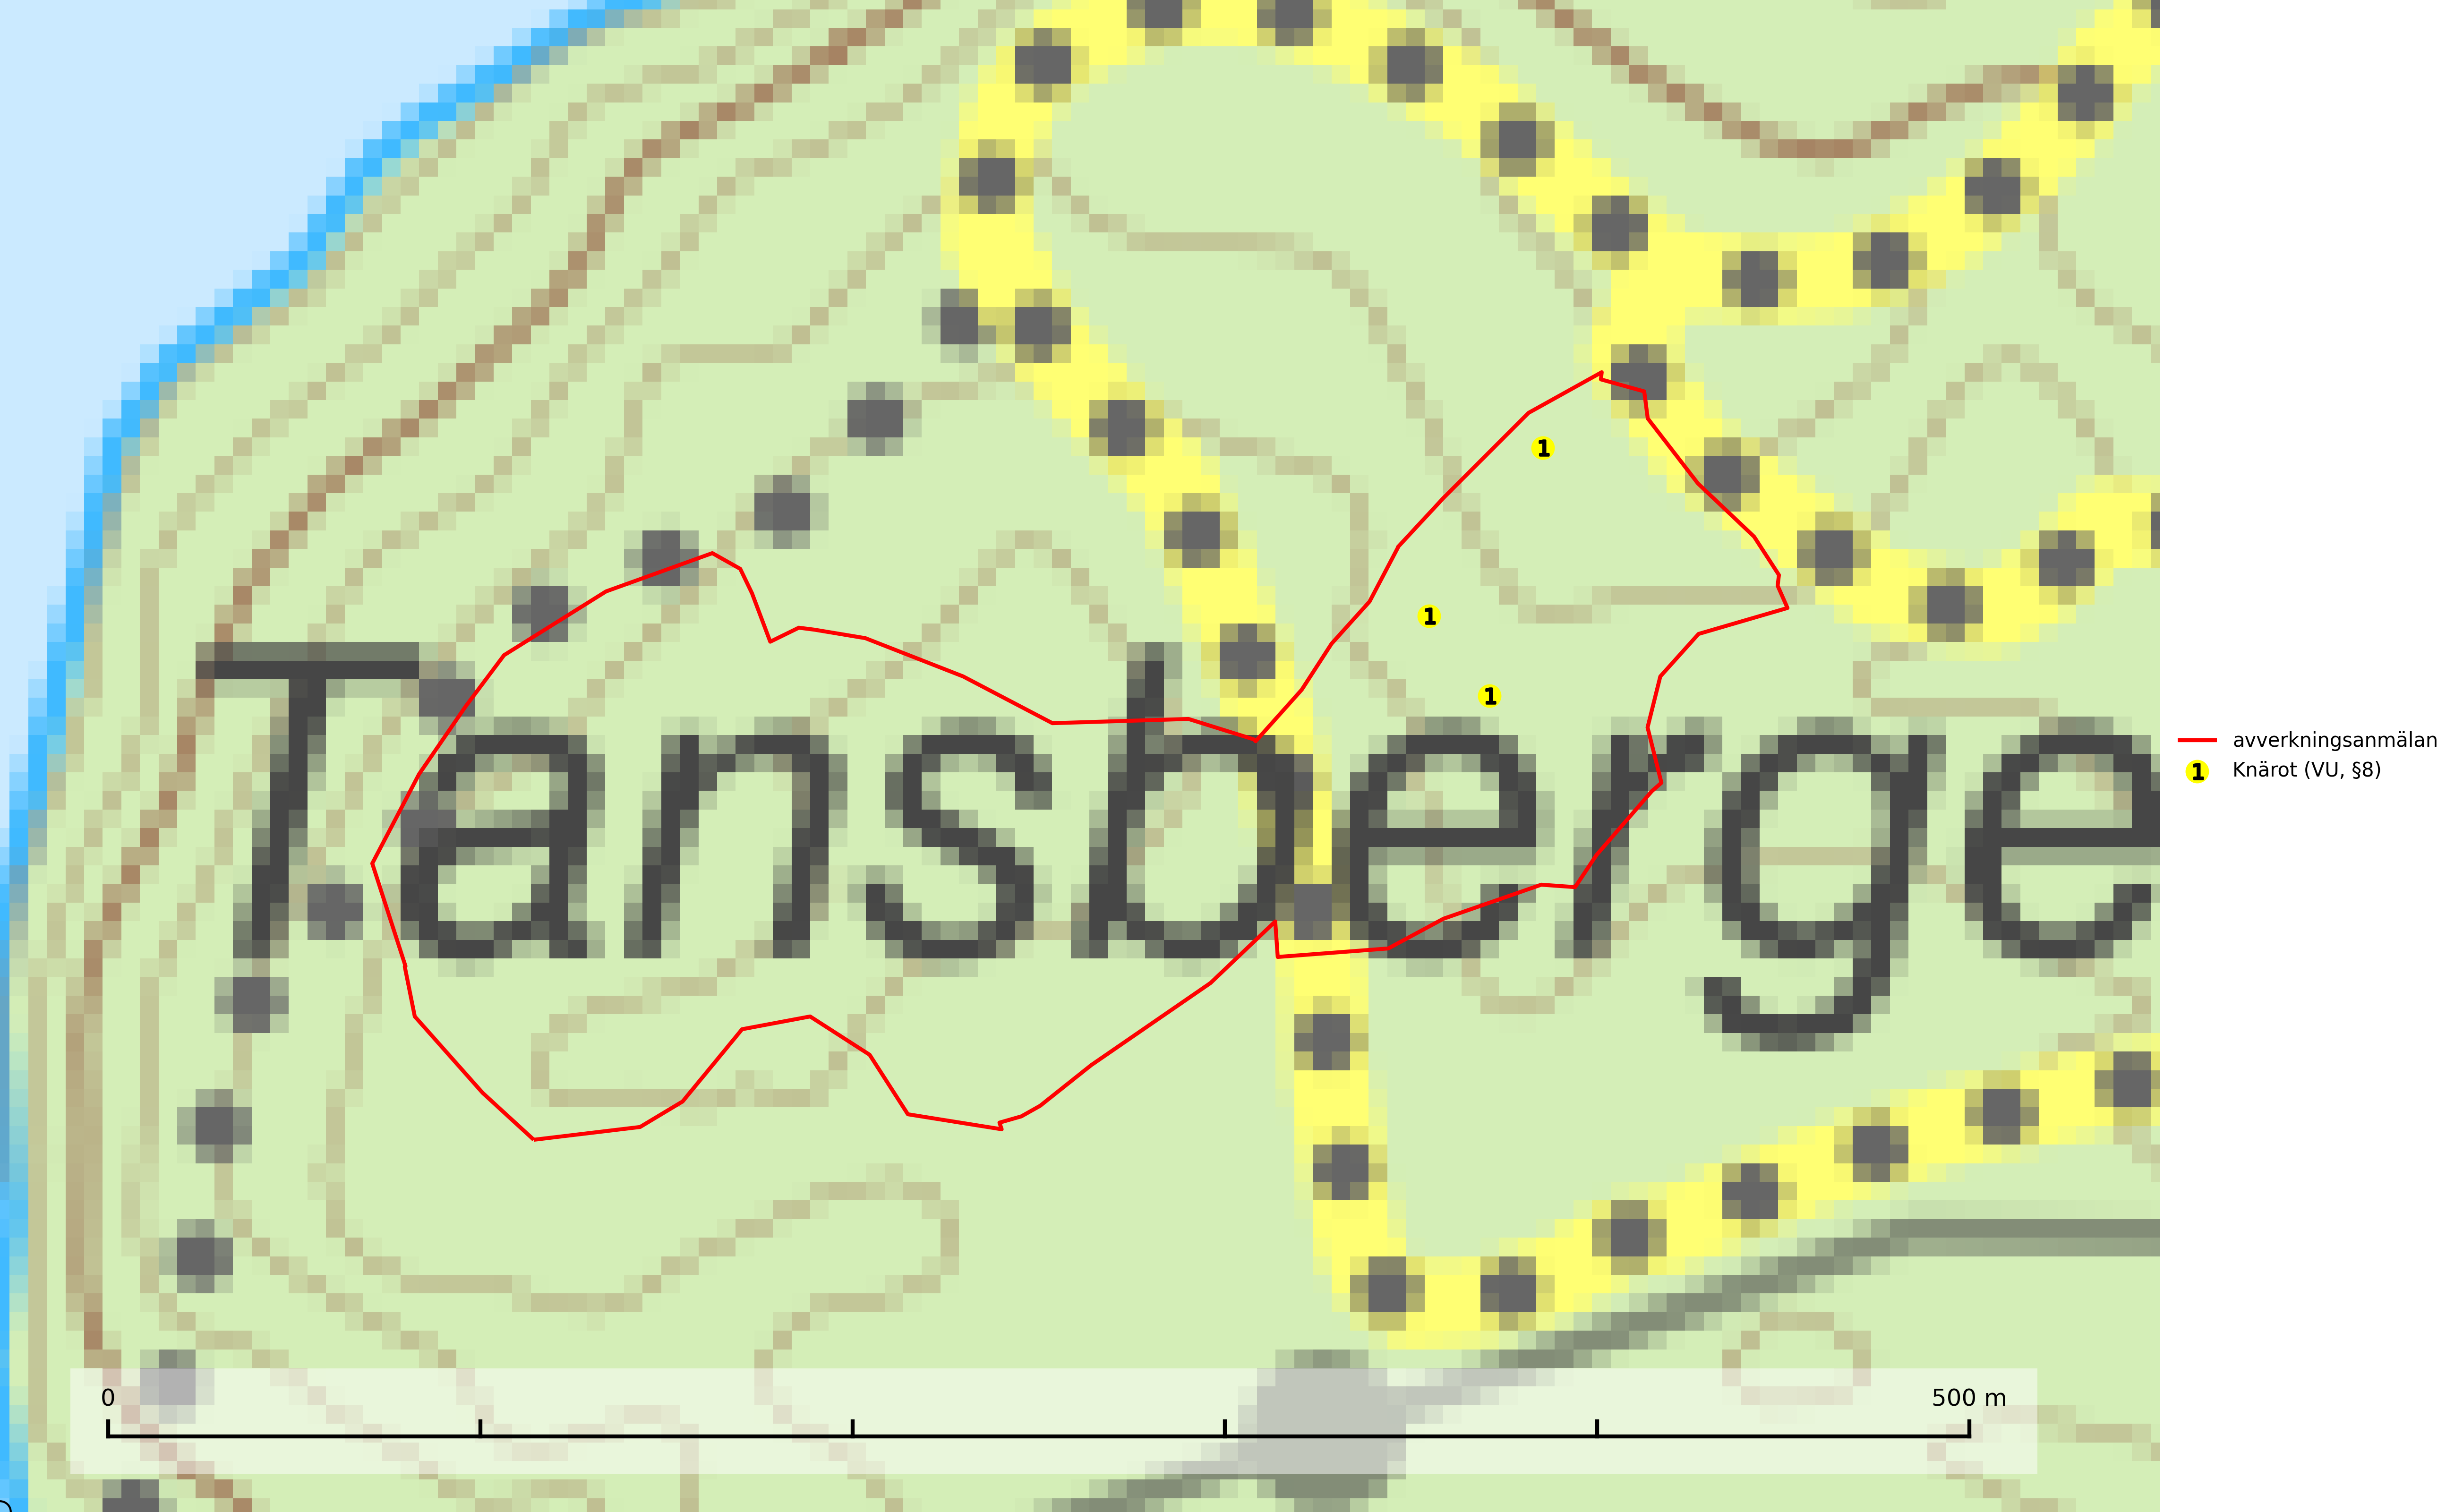 1
1
1
Tansberge
avverkningsanmälan
1 Knärot (VU, §8)
0 500 m